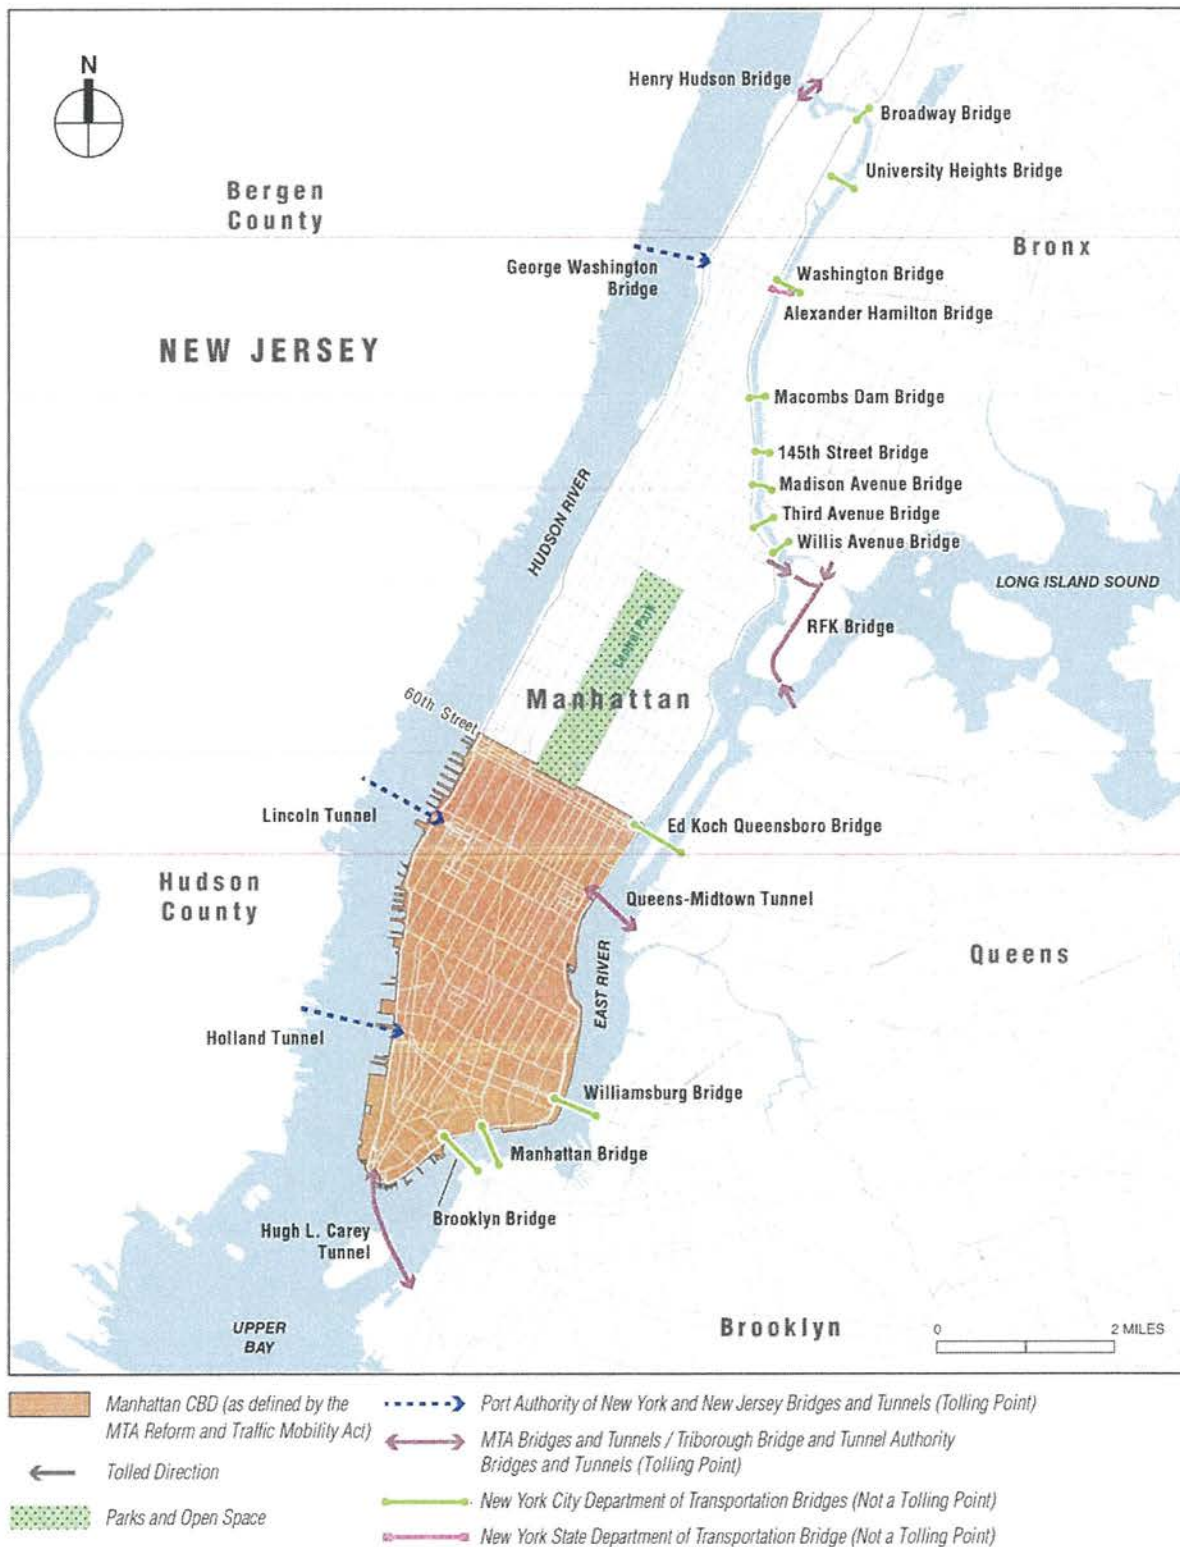 N
Henry Hudson Bridge
Broadway Bridge
University Heights Bridge
Bergen
County
Bronx
George Washington
Bridge
Washington Bridge
Alexander Hamilton Bridge
NEW JERSEY
Macombs Dam Bridge
145th Street Bridge
Madison Avenue Bridge
Third Avenue Bridge
Willis Avenue Bridge
HUDSON RIVER
LONG ISLAND SOUND
RFK Bridge
Central Park
Manhattan
60th Street
Lincoln Tunnel
Ed Koch Queensboro Bridge
Hudson
County
Queens-Midtown Tunnel
Queens
EAST RIVER
Holland Tunnel
Williamsburg Bridge
Manhattan Bridge
Brooklyn Bridge
Hugh L. Carey
Tunnel
UPPER
BAY
Brooklyn
0 2 MILES
Manhattan CBD (as defined by the
MTA Reform and Traffic Mobility Act)
Tolled Direction
Parks and Open Space
Port Authority of New York and New Jersey Bridges and Tunnels (Tolling Point)
MTA Bridges and Tunnels / Triborough Bridge and Tunnel Authority
Bridges and Tunnels (Tolling Point)
New York City Department of Transportation Bridges (Not a Tolling Point)
New York State Department of Transportation Bridge (Not a Tolling Point)